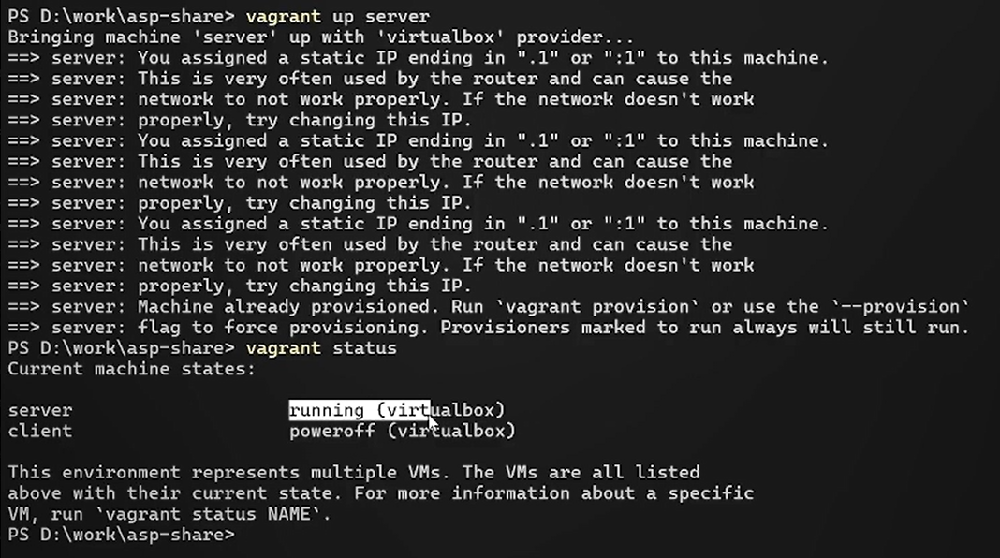 PS D:\work\asp-share> vagrant up server
Bringing machine 'server' up with 'virtualbox' provider...
==> server: You assigned a static IP ending in ".1" or ":1" to this machine.
==> server: This is very often used by the router and can cause the
==> server: network to not work properly. If the network doesn't work
==> server: properly, try changing this IP.
==> server: You assigned a static IP ending in ".1" or ":1" to this machine.
==> server: This is very often used by the router and can cause the
==> server: network to not work properly. If the network doesn't work
==> server: properly, try changing this IP.
==> server: You assigned a static IP ending in ".1" or ":1" to this machine.
==> server: This is very often used by the router and can cause the
==> server: network to not work properly. If the network doesn't work
==> server: properly, try changing this IP.
==> server: Machine already provisioned. Run `vagrant provision` or use the `--provision`
==> server: flag to force provisioning. Provisioners marked to run always will still run.
PS D:\work\asp-share> vagrant status
Current machine states:

server                    running (virtualbox)
client                    poweroff (virtualbox)

This environment represents multiple VMs. The VMs are all listed
above with their current state. For more information about a specific
VM, run `vagrant status NAME`.
PS D:\work\asp-share>